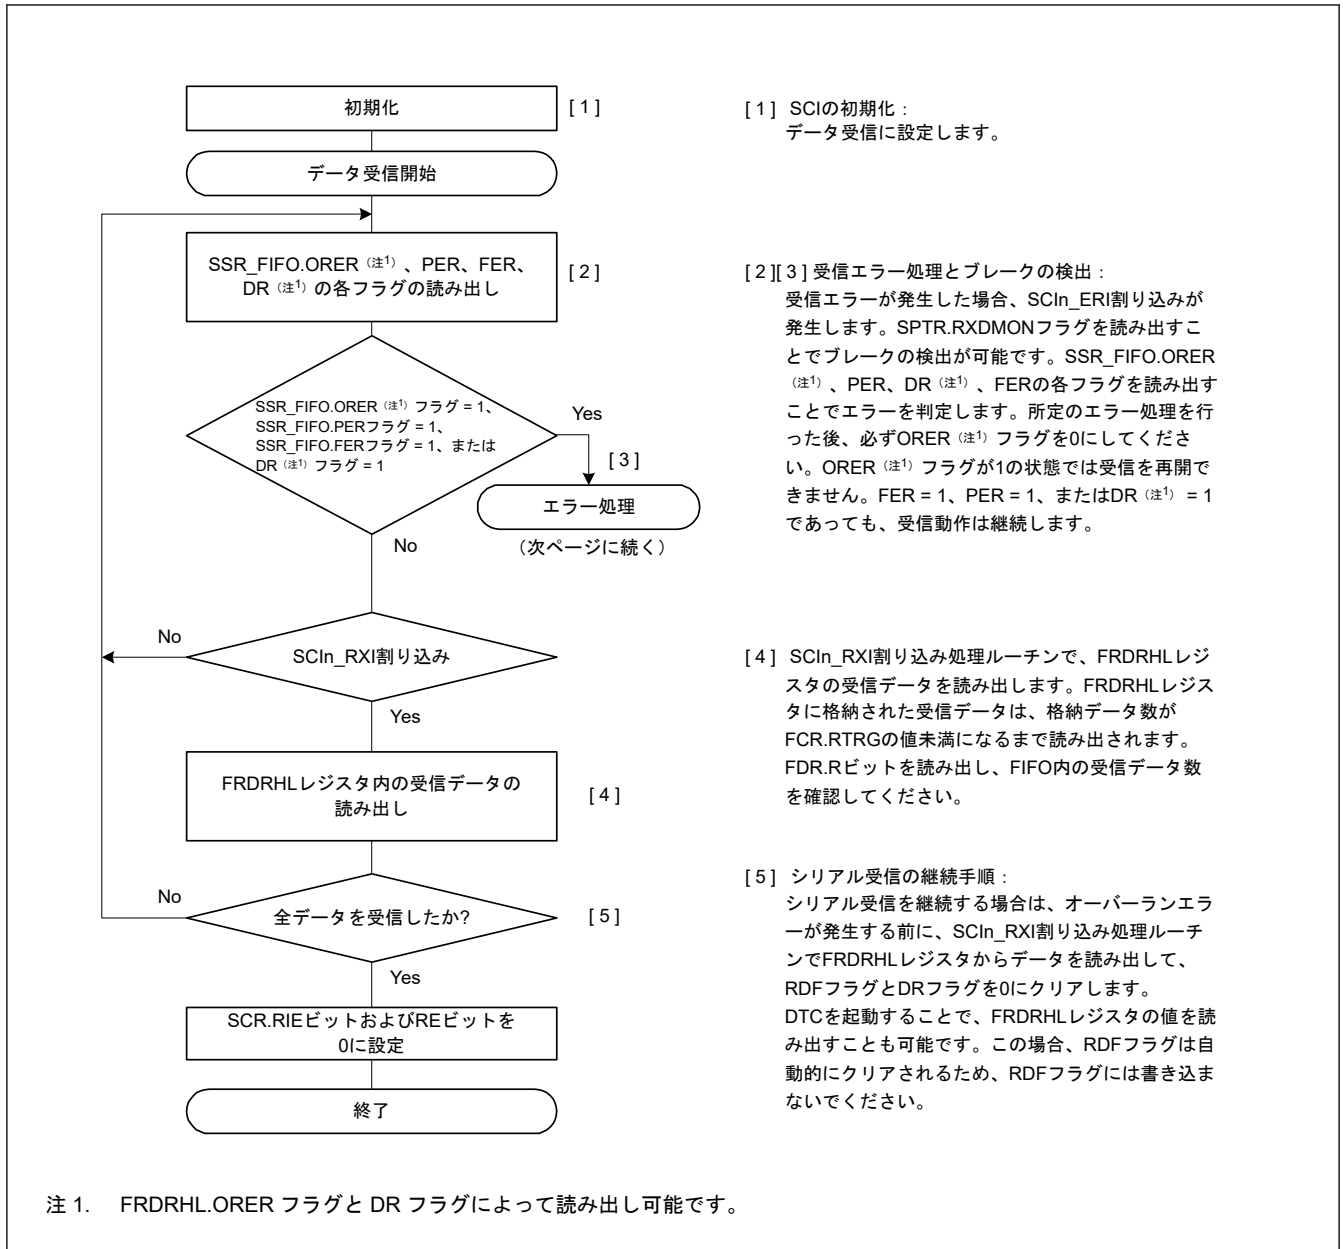 初期化
[ 1 ]
データ受信開始
SSR_FIFO.ORER（注1）、PER、FER、
DR（注1）の各フラグの読み出し
[ 2 ]
SSR_FIFO.ORER（注1）フラグ = 1、
SSR_FIFO.PERフラグ = 1、
SSR_FIFO.FERフラグ = 1、または
DR（注1）フラグ = 1
Yes
[ 3 ]
エラー処理
（次ページに続く）
No
SCIn_RXI割り込み
No
Yes
FRDRHLレジスタ内の受信データの
読み出し
[ 4 ]
全データを受信したか?
No
[ 5 ]
Yes
SCR.RIEビットおよびREビットを
0に設定
終了
[ 1 ] SCIの初期化：
データ受信に設定します。
[ 2 ][ 3 ] 受信エラー処理とブレークの検出：
受信エラーが発生した場合、SCIn_ERI割り込みが
発生します。SPTR.RXDMONフラグを読み出すこ
とでブレークの検出が可能です。SSR_FIFO.ORER
（注1）、PER、DR（注1）、FERの各フラグを読み出す
ことでエラーを判定します。所定のエラー処理を行
った後、必ずORER（注1）フラグを0にしてくださ
い。ORER（注1）フラグが1の状態では受信を再開で
きません。FER = 1、PER = 1、またはDR（注1）= 1
であっても、受信動作は継続します。
[ 4 ] SCIn_RXI割り込み処理ルーチンで、FRDRHLレジ
スタの受信データを読み出します。FRDRHLレジス
タに格納された受信データは、格納データ数が
FCR.RTRGの値未満になるまで読み出されます。
FDR.Rビットを読み出し、FIFO内の受信データ数
を確認してください。
[ 5 ] シリアル受信の継続手順：
シリアル受信を継続する場合は、オーバーランエラ
ーが発生する前に、SCIn_RXI割り込み処理ルーチ
ンでFRDRHLレジスタからデータを読み出して、
RDFフラグとDRフラグを0にクリアします。
DTCを起動することで、FRDRHLレジスタの値を読
み出すことも可能です。この場合、RDFフラグは自
動的にクリアされるため、RDFフラグには書き込ま
ないでください。
注 1. FRDRHL.ORER フラグと DR フラグによって読み出し可能です。